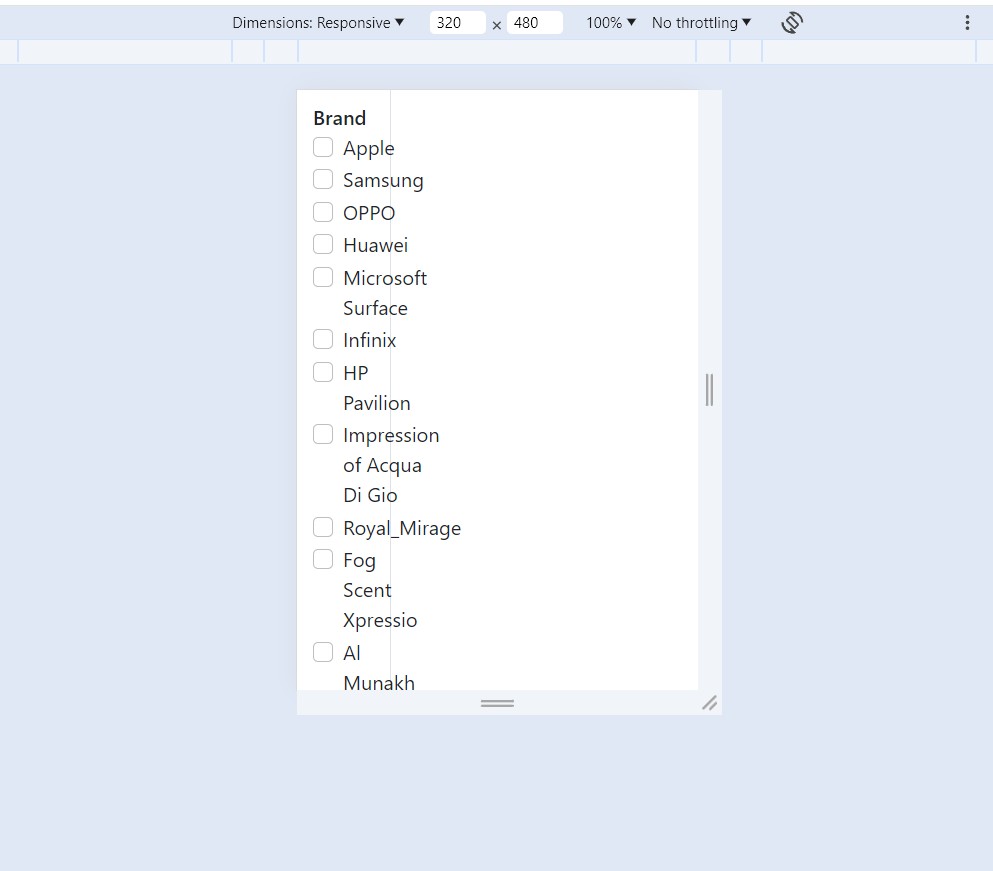 Dimensions: Responsive ▼ 320 × 480 100% ▼ No throttling ▼
Brand
Apple
Samsung
OPPO
Huawei
Microsoft
Surface
Infinix
HP
Pavilion
Impression
of Acqua
Di Gio
Royal_Mirage
Fog
Scent
Xpressio
Al
Munakh